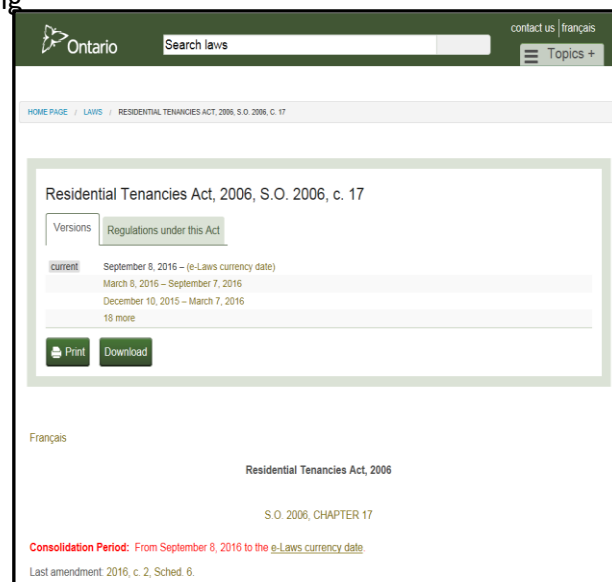 ng
contact us | français
Ontario
Search laws
Topics +
HOME PAGE / LAWS / RESIDENTIAL TENANCIES ACT, 2006, S.O. 2006, C. 17
Residential Tenancies Act, 2006, S.O. 2006, c. 17
Versions
Regulations under this Act
current September 8, 2016 – (e-Laws currency date)
March 8, 2016 – September 7, 2016
December 10, 2015 – March 7, 2016
18 more
Print Download
Français
Residential Tenancies Act, 2006
S.O. 2006, CHAPTER 17
Consolidation Period: From September 8, 2016 to the e-Laws currency date.
Last amendment: 2016, c. 2, Sched. 6.